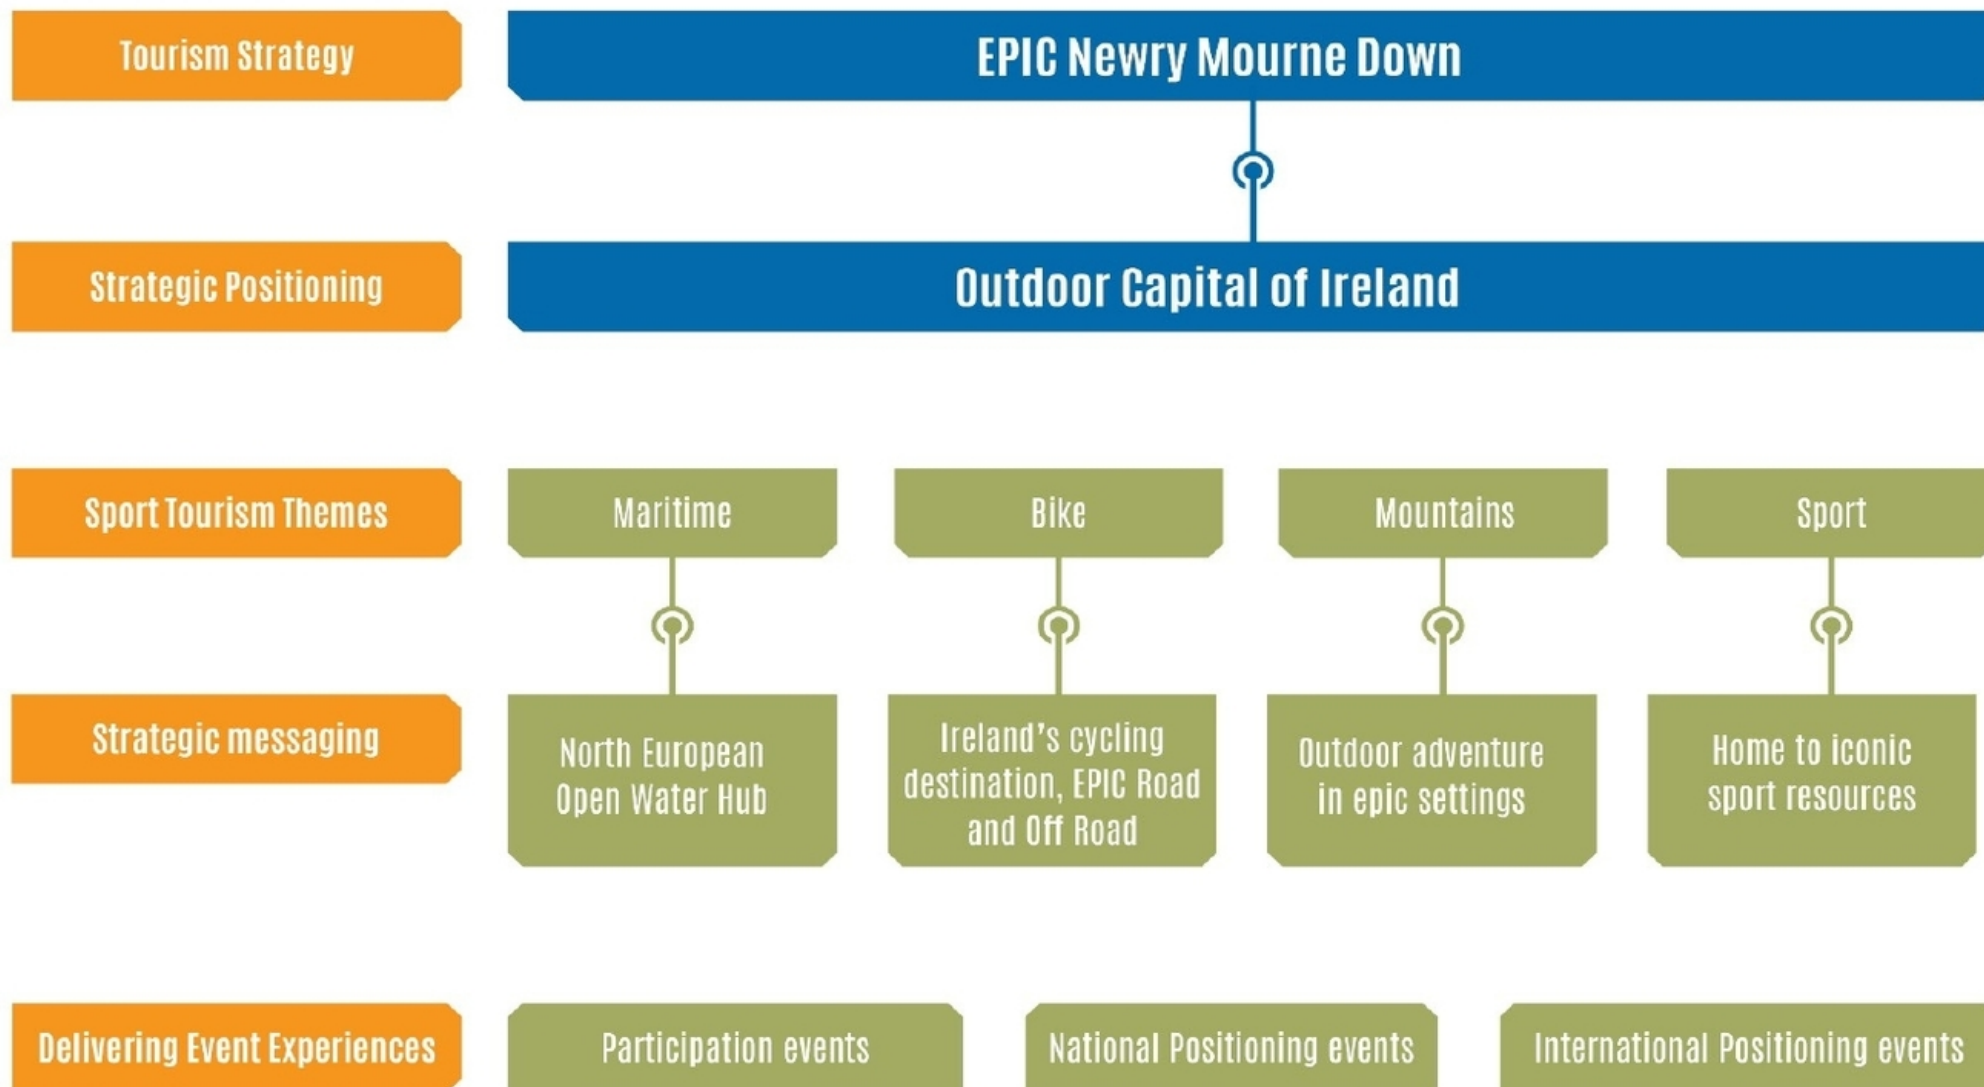 Tourism Strategy
EPIC Newry Mourne Down
Strategic Positioning
Outdoor Capital of Ireland
Sport Tourism Themes
Maritime
Bike
Mountains
Sport
Strategic messaging
North European
Open Water Hub
Ireland's cycling
destination, EPIC Road
and Off Road
Outdoor adventure
in epic settings
Home to iconic
sport resources
Delivering Event Experiences
Participation events
National Positioning events
International Positioning events